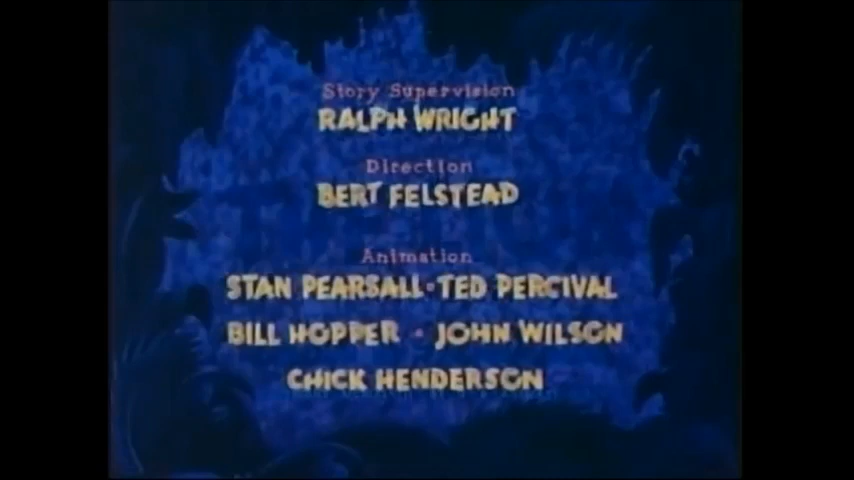 Story Supervision
RALPH WRIGHT
Direction
BERT FELSTEAD
Animation
STAN PEARSALL • TED PERCIVAL
BILL HOPPER • JOHN WILSON
CHICK HENDERSON